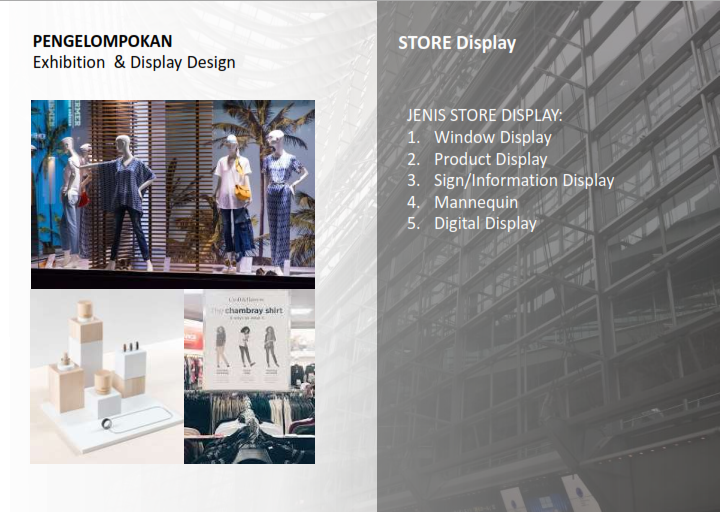 PENGELOMPOKAN
Exhibition & Display Design
chambray shirt
STORE Display
JENIS STORE DISPLAY:
1. Window Display
2. Product Display
3. Sign/Information Display
4. Mannequin
5. Digital Display